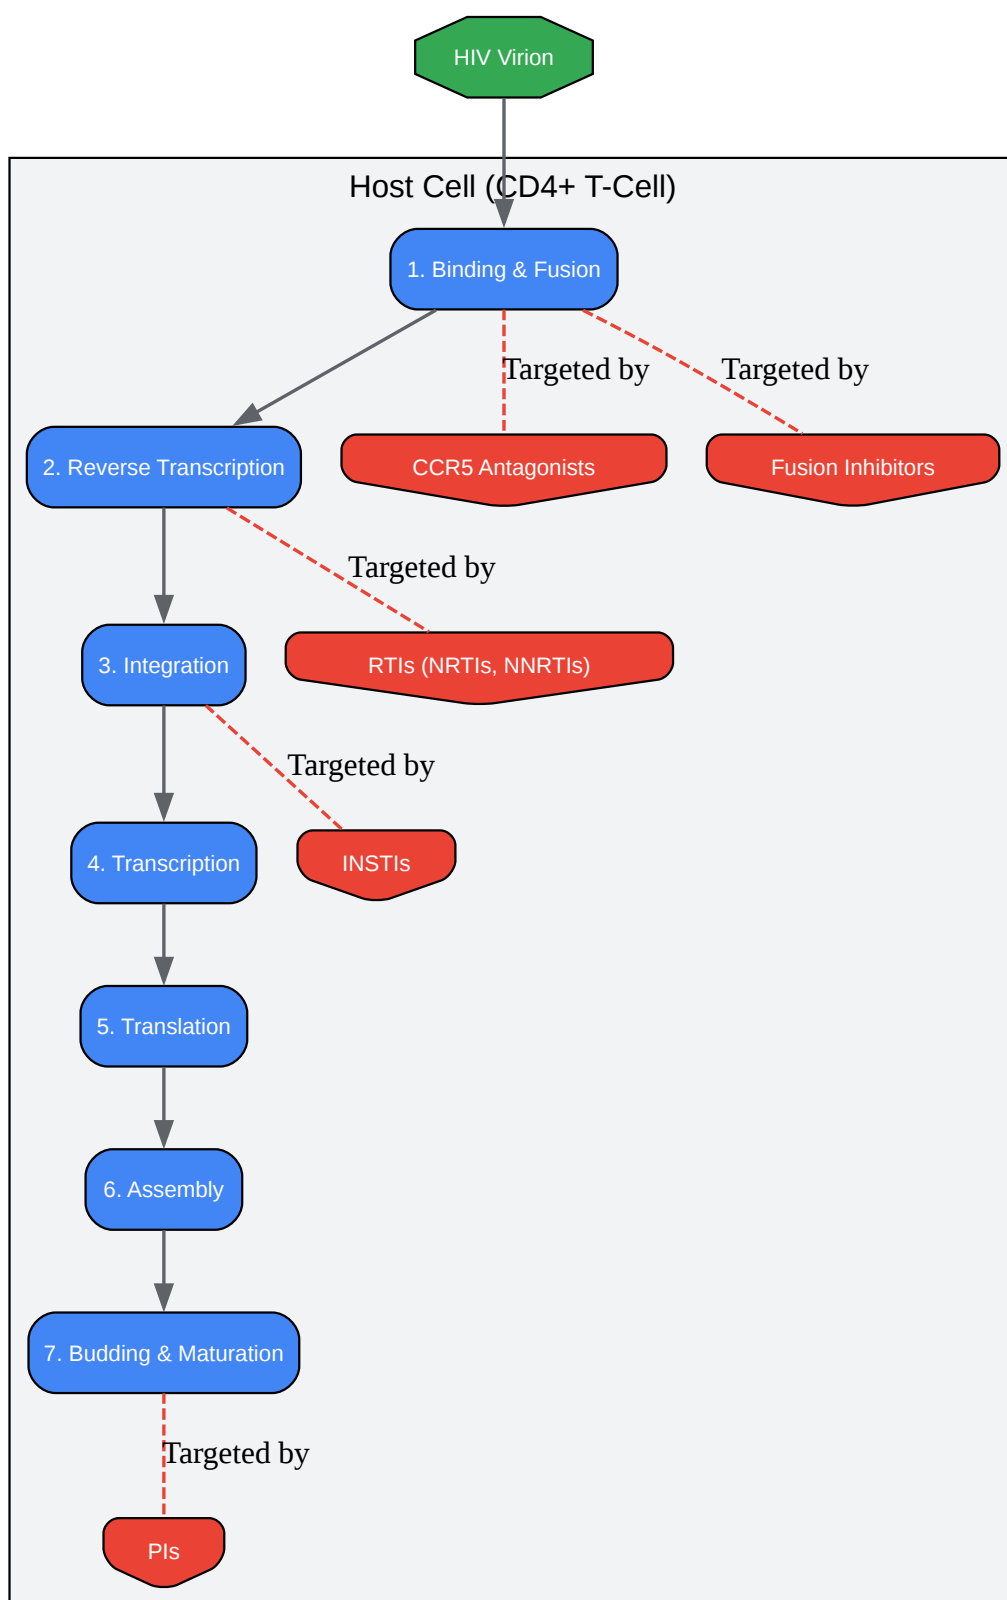 HIV Virion
Host Cell (CD4+ T-Cell)
1. Binding & Fusion
Targeted by
Targeted by
2. Reverse Transcription
CCR5 Antagonists
Fusion Inhibitors
Targeted by
3. Integration
RTIs (NRTIs, NNRTIs)
Targeted by
4. Transcription
INSTIs
5. Translation
6. Assembly
7. Budding & Maturation
Targeted by
PIs